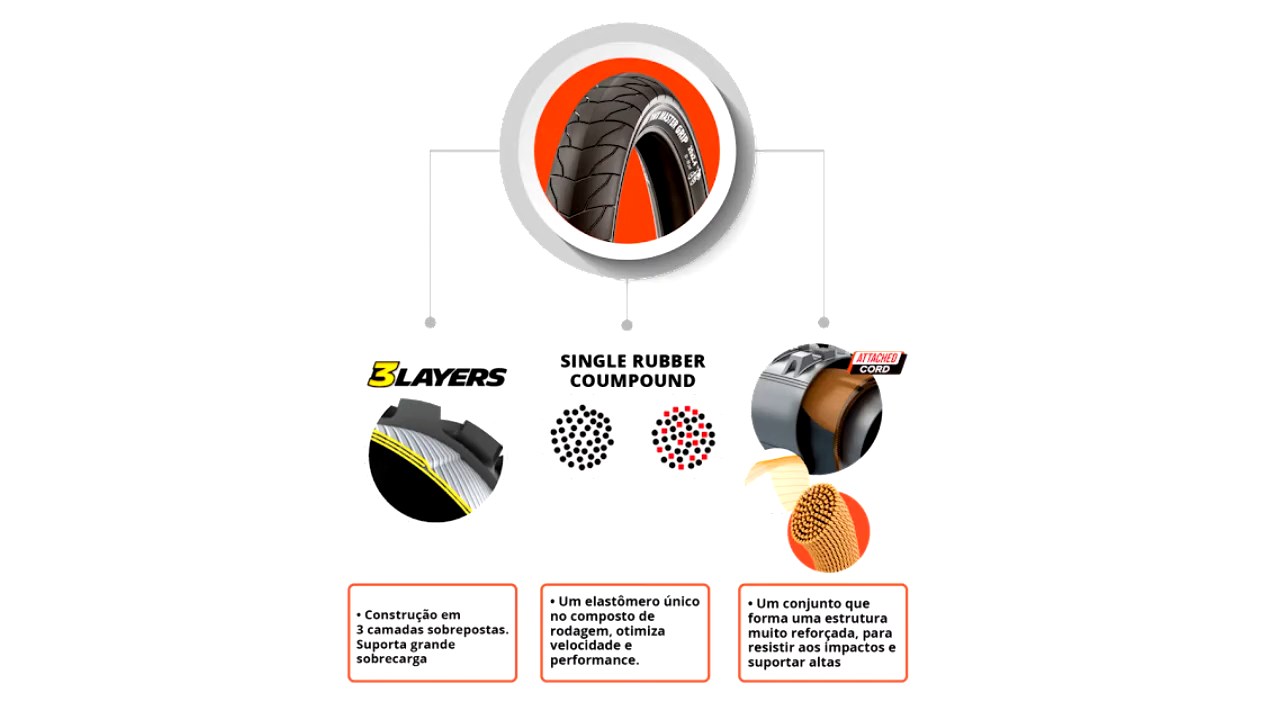 MASTER GRIP
3LAYERS
SINGLE RUBBER
COUMPOUND
ATTACHED
CORD
• Construção em
3 camadas sobrepostas.
Suporta grande
sobrecarga
• Um elastômero único
no composto de
rodagem, otimiza
velocidade e
performance.
• Um conjunto que
forma uma estrutura
muito reforçada, para
resistir aos impactos e
suportar altas